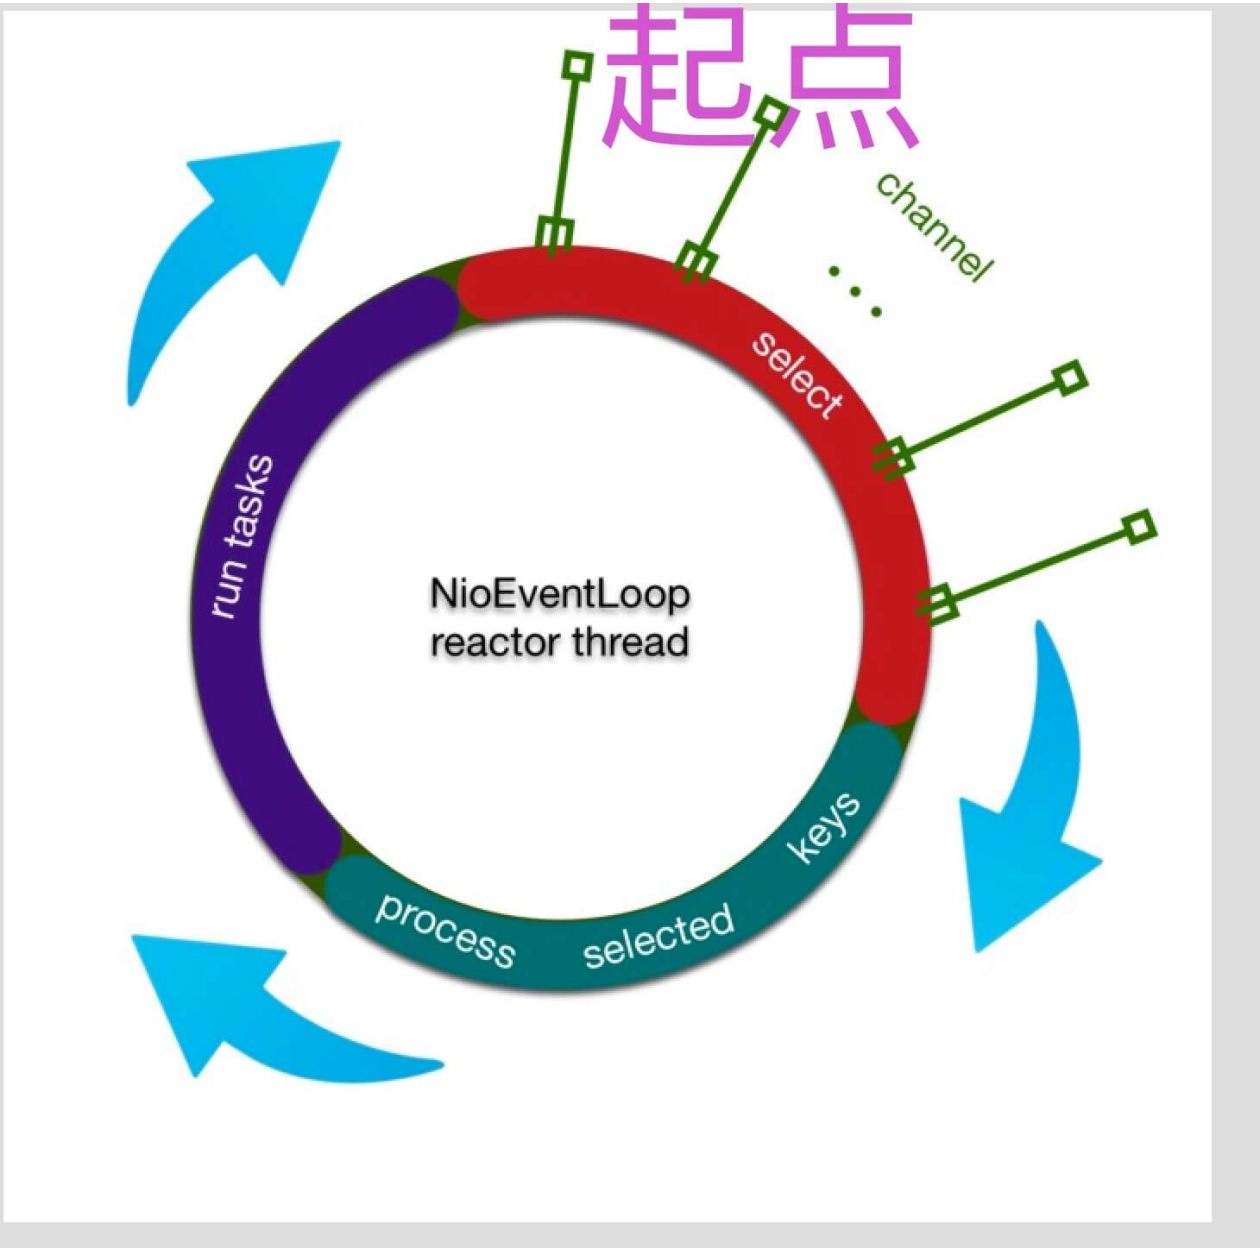 起点
channel
select
run tasks
NioEventLoop
reactor thread
keys
process selected